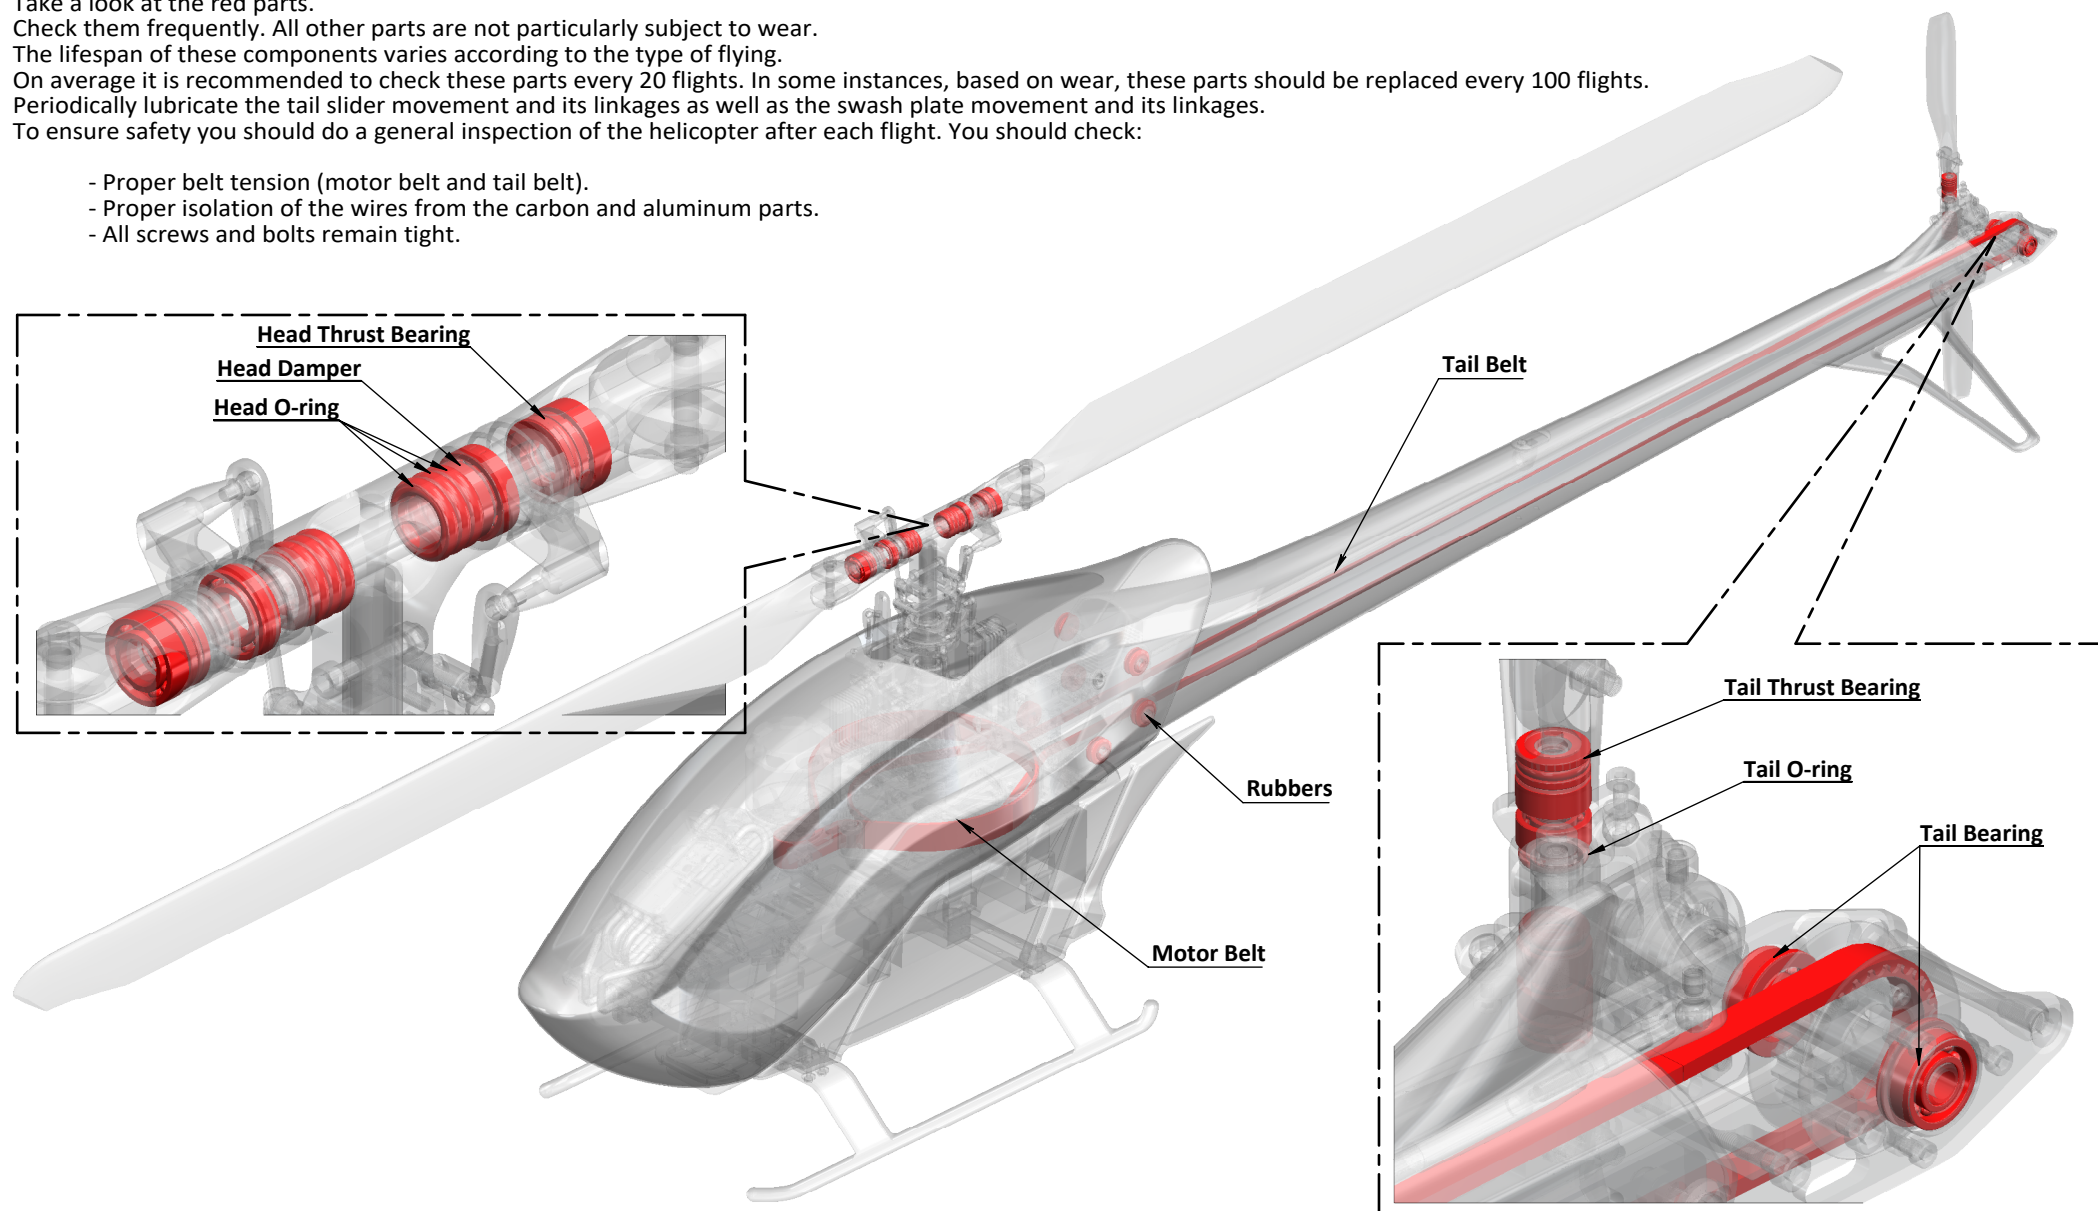 Take a look at the red parts.
Check them frequently. All other parts are not particularly subject to wear.
The lifespan of these components varies according to the type of flying.
On average it is recommended to check these parts every 20 flights. In some instances, based on wear, these parts should be replaced every 100 flights.
Periodically lubricate the tail slider movement and its linkages as well as the swash plate movement and its linkages.
To ensure safety you should do a general inspection of the helicopter after each flight. You should check:
- Proper belt tension (motor belt and tail belt).
- Proper isolation of the wires from the carbon and aluminum parts.
- All screws and bolts remain tight.
Head Thrust Bearing
Head Damper
Head O-ring
Tail Belt
Rubbers
Motor Belt
Tail Thrust Bearing
Tail O-ring
Tail Bearing